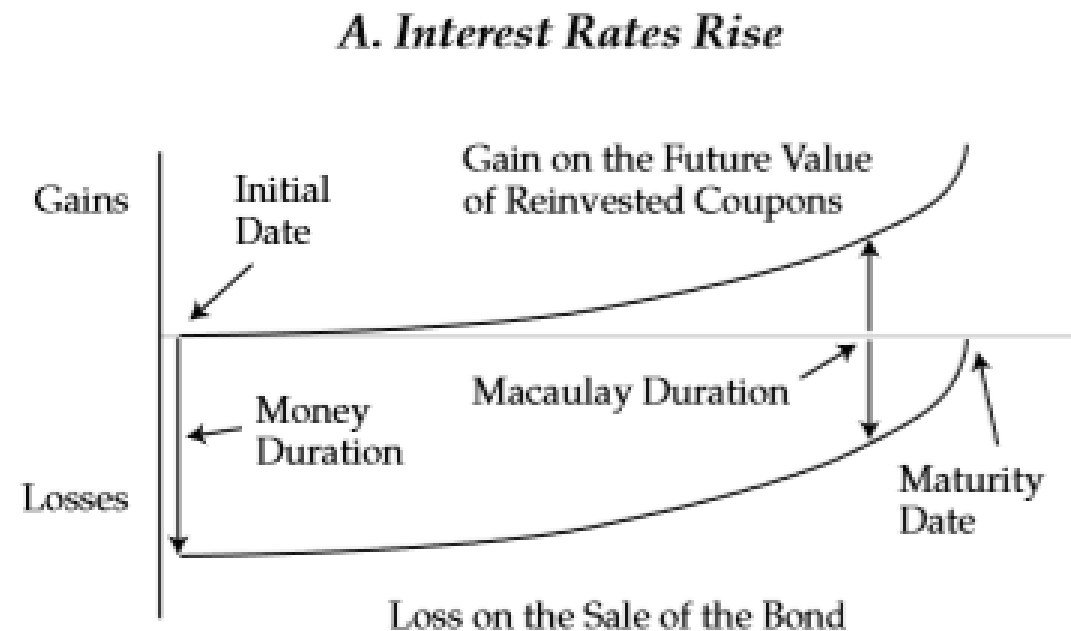 A. Interest Rates Rise
Gain on the Future Value
of Reinvested Coupons
Gains
Initial
Date
Macaulay Duration
Money
Duration
Losses
Maturity
Date
Loss on the Sale of the Bond